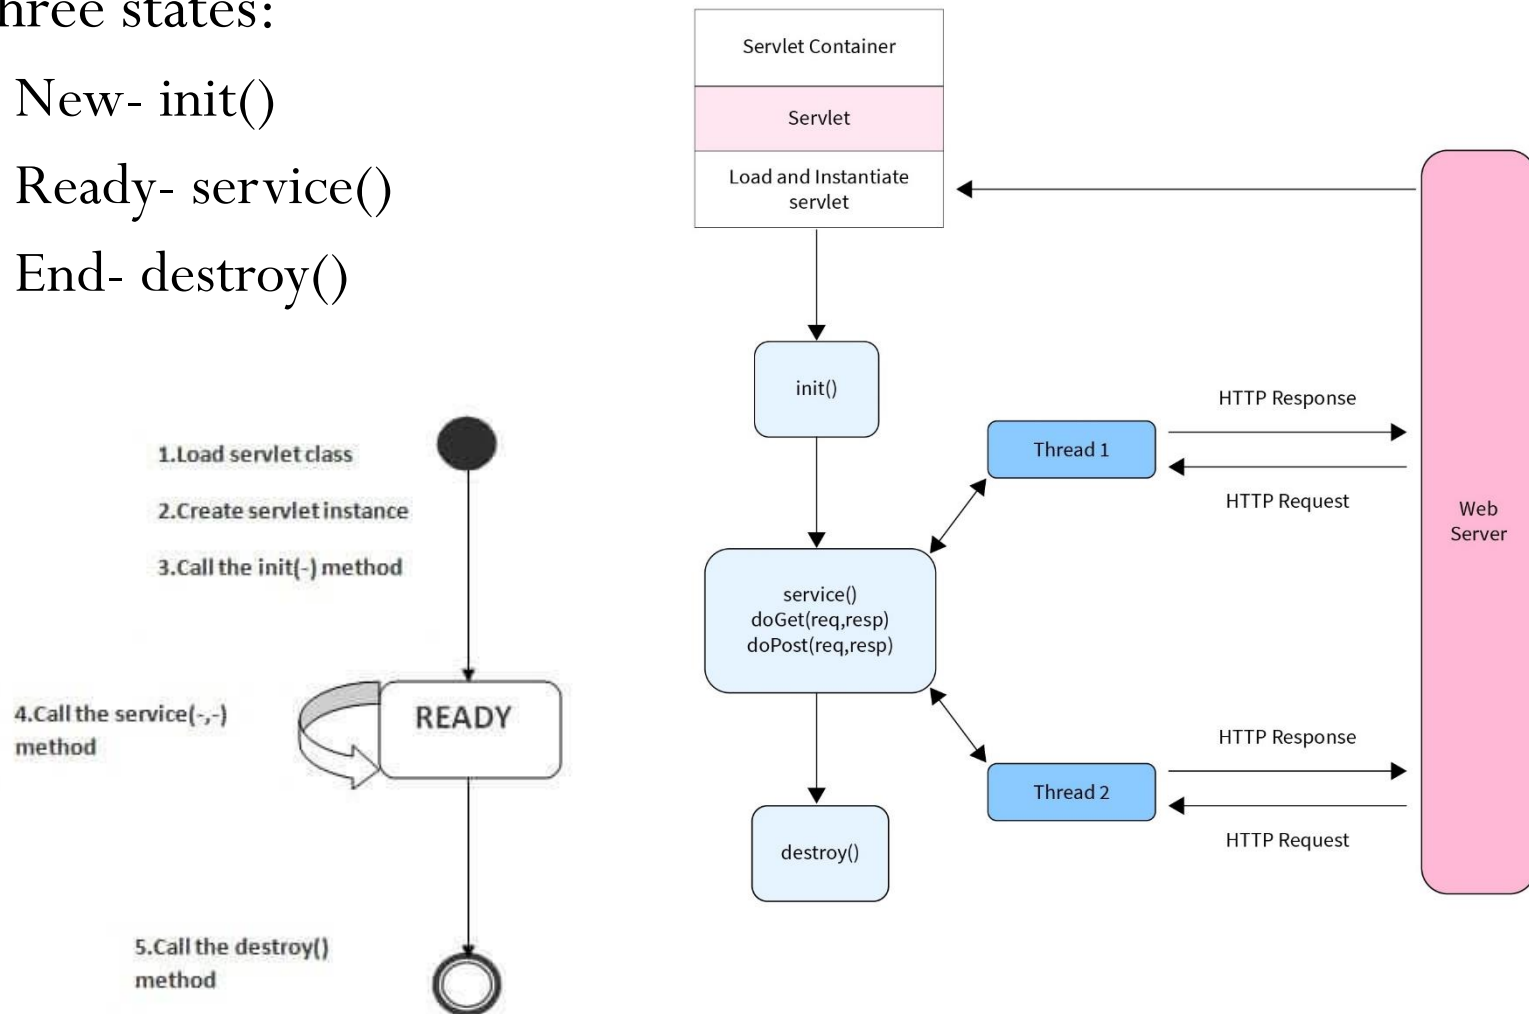 hree states:
New- init()
Ready- service()
End- destroy()
1.Load servlet class
2.Create servlet instance
3.Call the init(-) method
4.Call the service(-,-)
method
READY
5.Call the destroy()
method
Servlet Container
Servlet
Load and Instantiate
servlet
init()
service()
doGet(req,resp)
doPost(req,resp)
destroy()
Thread 1
HTTP Response
HTTP Request
Thread 2
HTTP Response
HTTP Request
Web
Server